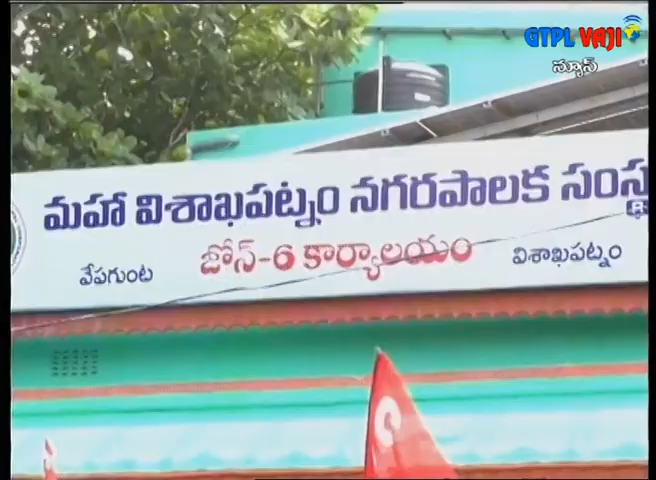 GTPL VAJI
న్యూస్
మహా విశాఖపట్నం నగరపాలక సంస్థ
జోన్-6 కార్యాలయం
వేపగుంట విశాఖపట్నం